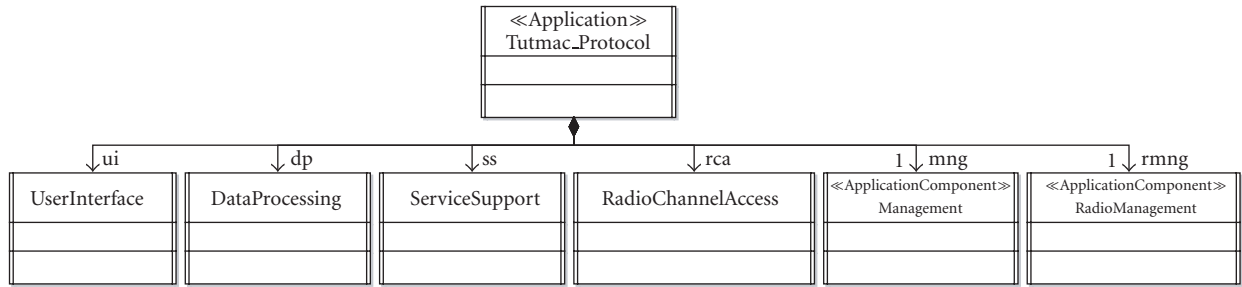 ≪Application≫
Tutmac_Protocol
ui
dp
ss
rca
1 mng
1 rmng
UserInterface
DataProcessing
ServiceSupport
RadioChannelAccess
≪ApplicationComponent≫
Management
≪ApplicationComponent≫
RadioManagement